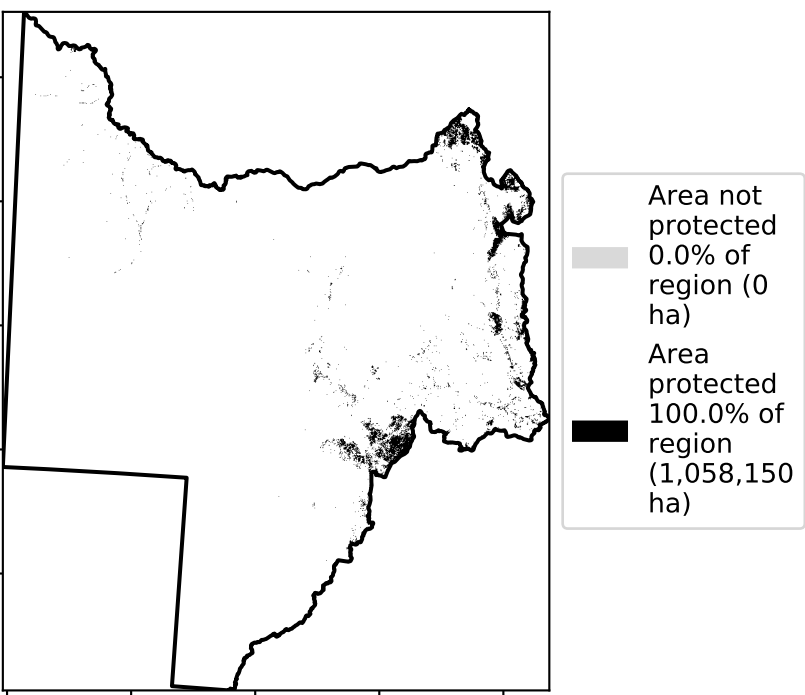 Area not
protected
0.0% of
region (0
ha)
Area
protected
100.0% of
region
(1,058,150
ha)